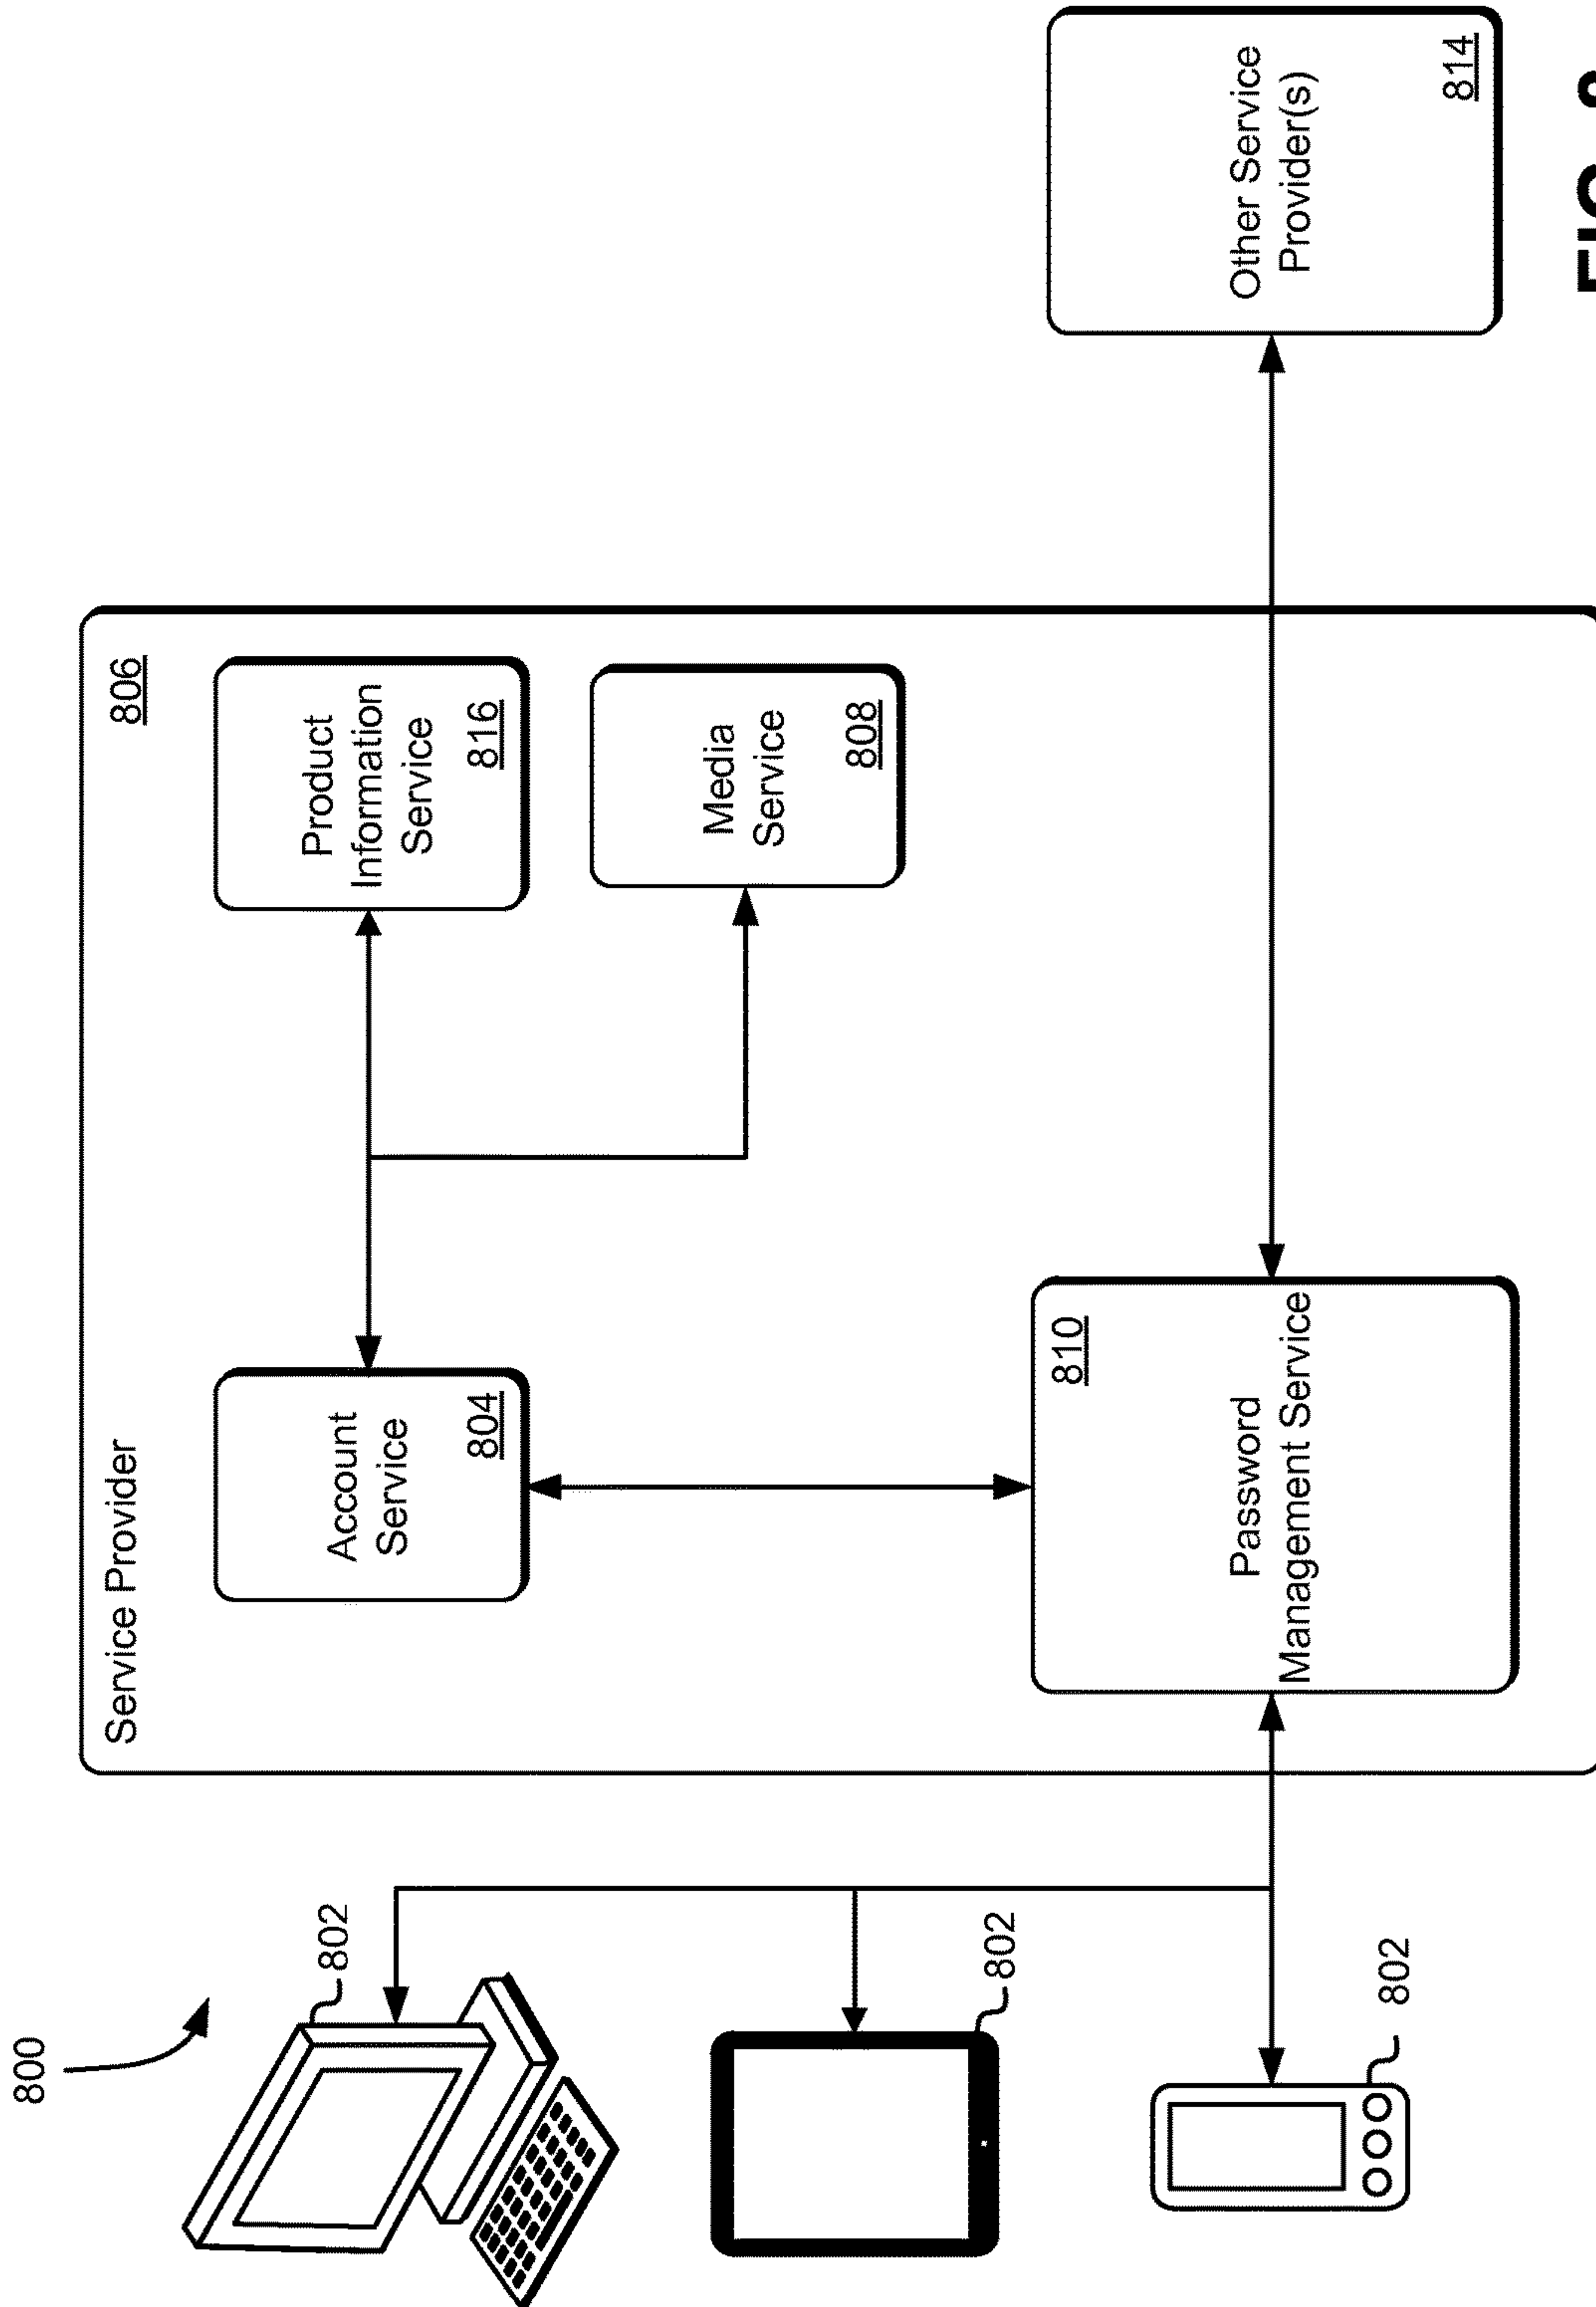 800
Service Provider
806
802
Account
Service
804
Product
Information
Service
816
Media
Service
808
802
810
Password
Management Service
Other Service
Provider(s)
814
802
FIG